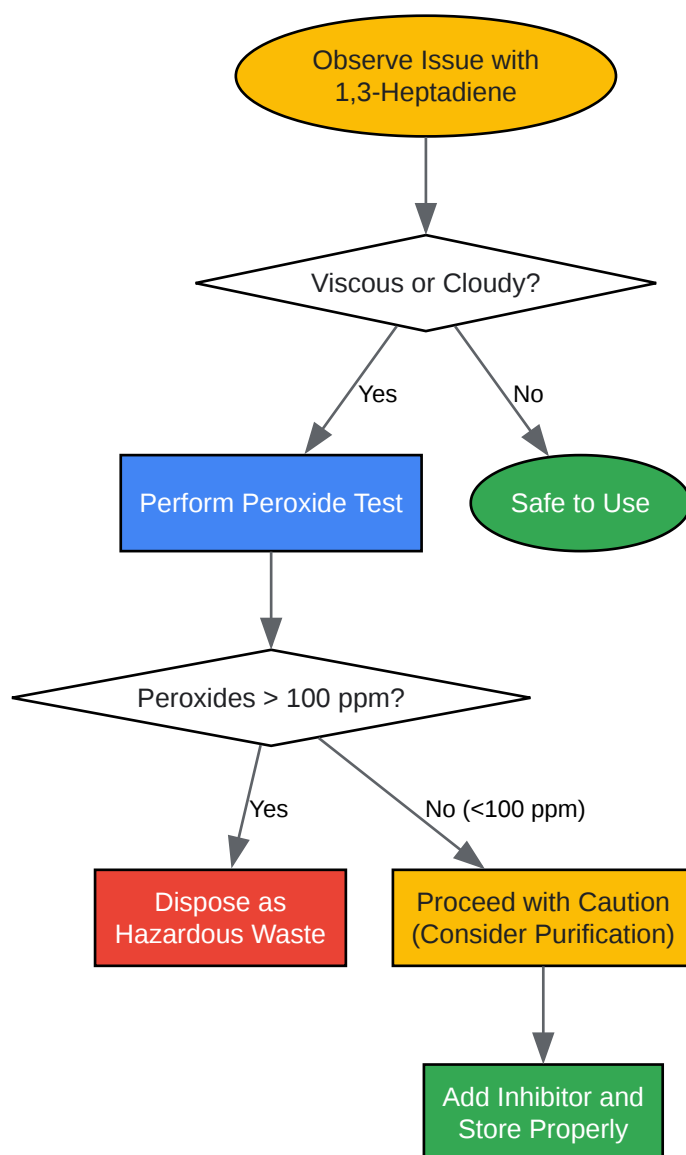 Observe Issue with
1,3-Heptadiene
Viscous or Cloudy?
Yes
No
Perform Peroxide Test
Safe to Use
Peroxides > 100 ppm?
Yes
No (<100 ppm)
Dispose as
Hazardous Waste
Proceed with Caution
(Consider Purification)
Add Inhibitor and
Store Properly